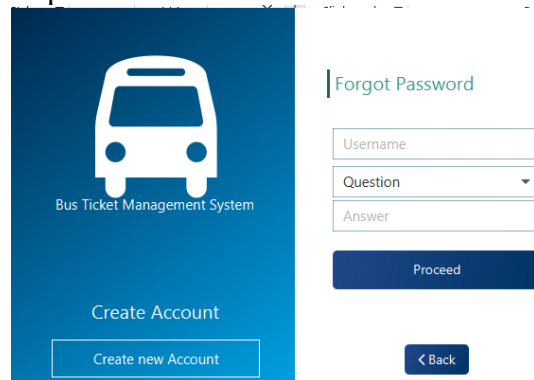 Bus Ticket Management System
Create Account
Create new Account
Forgot Password
Username
Question
Answer
Proceed
Back